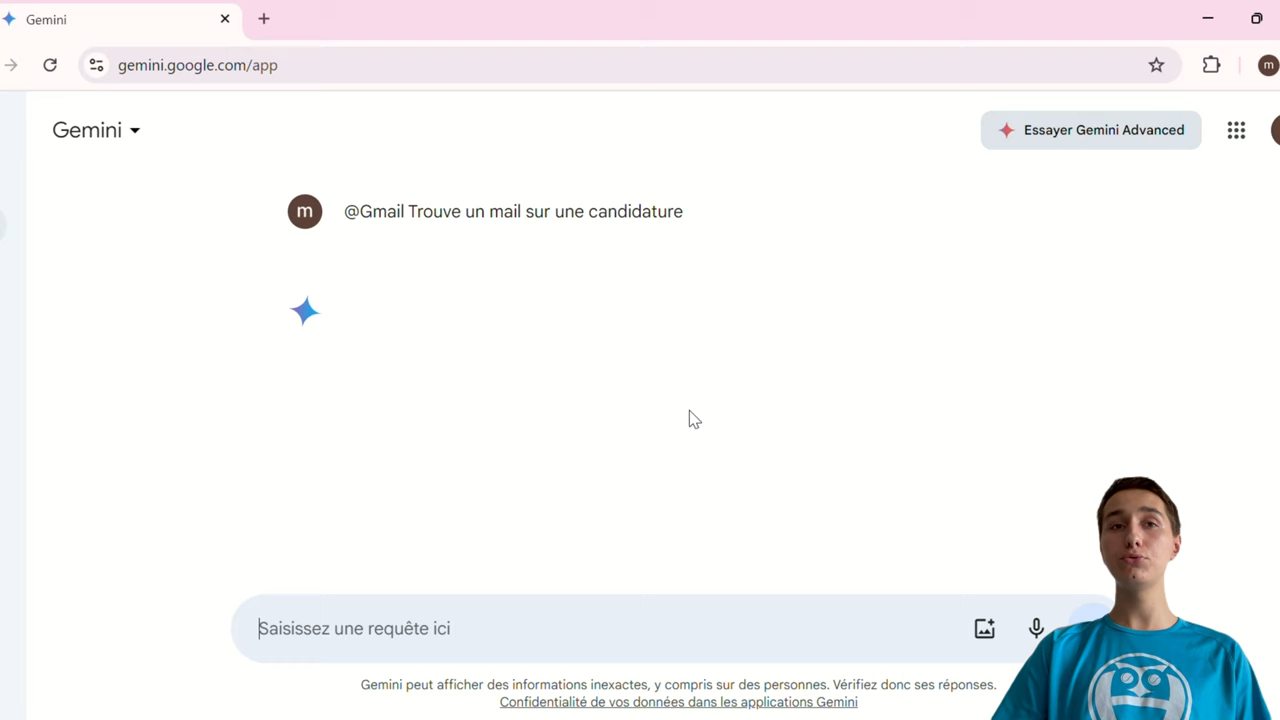 Gemini
gemini.google.com/app
m
Gemini
Essayer Gemini Advanced
m
@Gmail Trouve un mail sur une candidature
Saisissez une requête ici
Gemini peut afficher des informations inexactes, y compris sur des personnes. Vérifiez donc ses réponses.
Confidentialité de vos données dans les applications Gemini